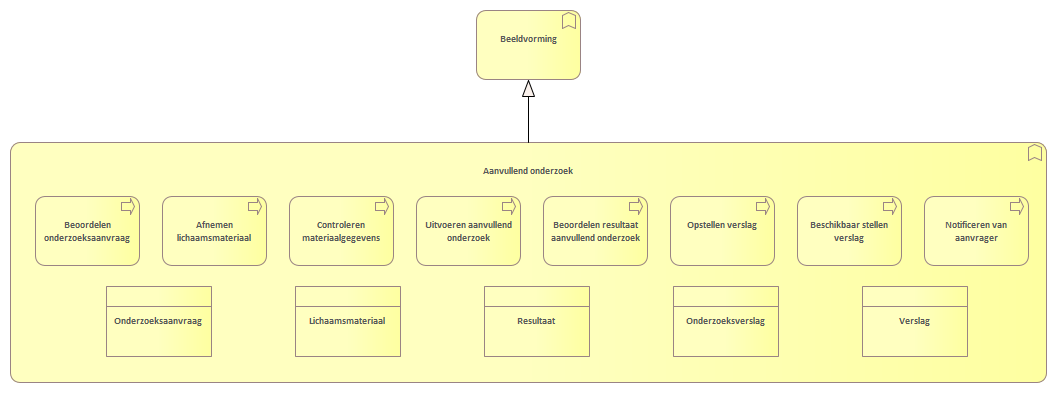 Beeldvorming
Aanvullend onderzoek
Beoordelen
onderzoeksaanvraag
Afnemen
lichaamsmateriaal
Controleren
materiaalgegevens
Uitvoeren aanvullend
onderzoek
Beoordelen resultaat
aanvullend onderzoek
Opstellen verslag
Beschikbaar stellen
verslag
Notificeren van
aanvrager
Onderzoeksaanvraag
Lichaamsmateriaal
Resultaat
Onderzoeksverslag
Verslag